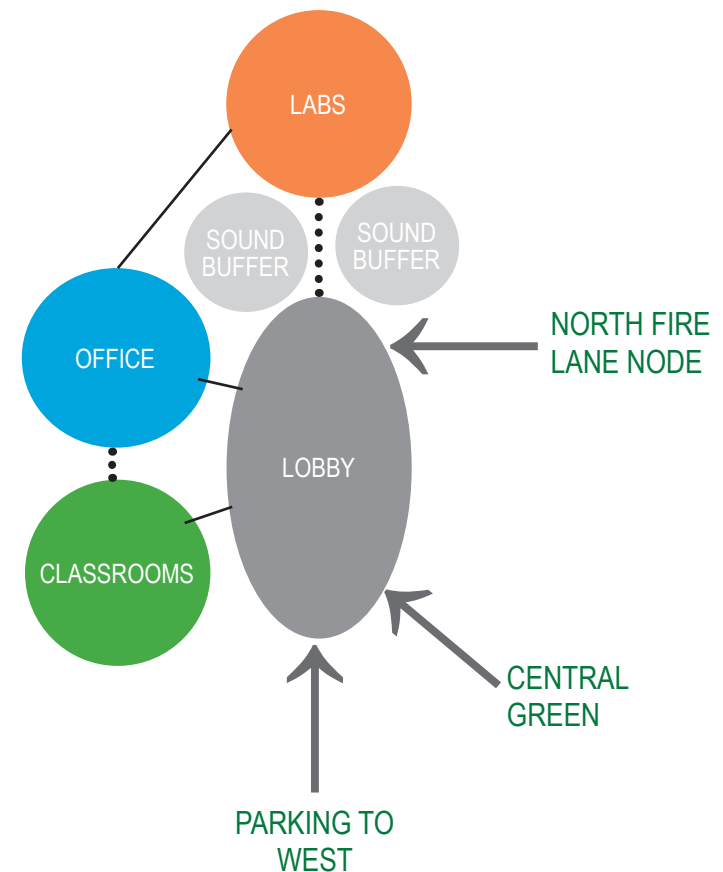 LABS
SOUND
BUFFER
SOUND
BUFFER
NORTH FIRE
LANE NODE
OFFICE
LOBBY
CLASSROOMS
CENTRAL
GREEN
PARKING TO
WEST